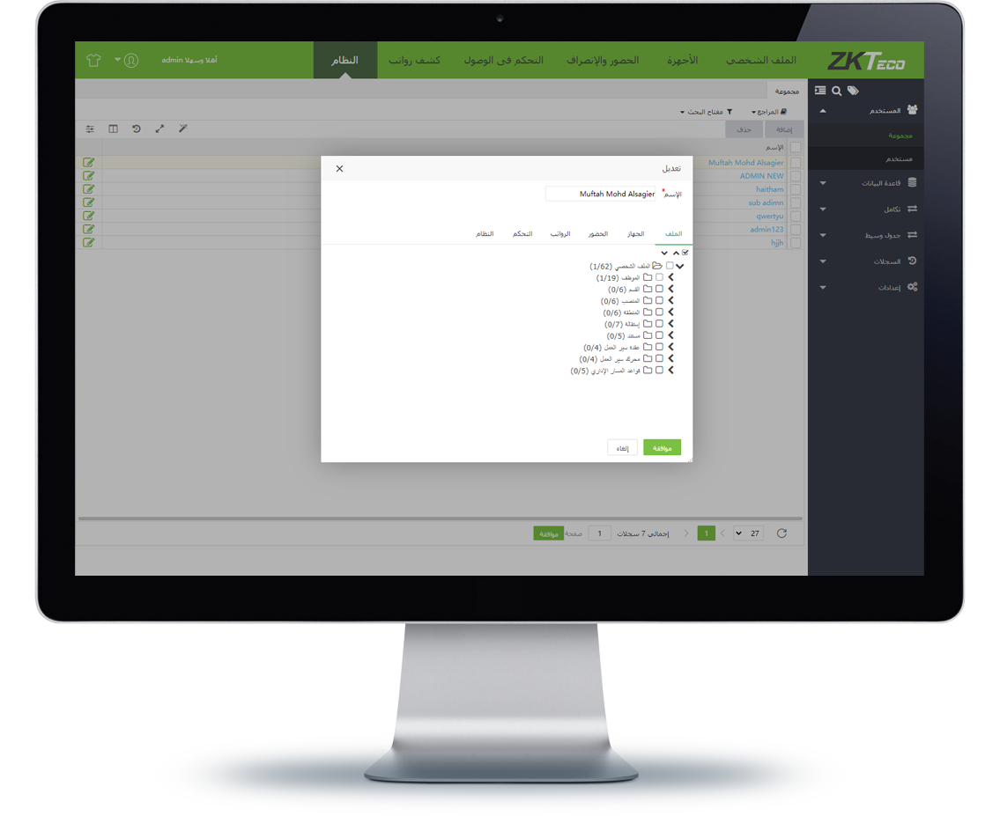 ZKTeco
الملف الشخصي
الأجهزة
الحضور والإنصراف
التحكم في الوصول
كشف رواتب
النظام
أهلا وسهلا admin
المستخدم
مجموعة
مستخدم
قاعدة البيانات
تكامل
جدول وسيط
السجلات
إعدادات
مجموعة
المراجع
مفتاح البحث
إضافة
حذف
الإسم
Muftah Mohd Alsagier
ADMIN NEW
haitham
sub adimn
qwertyu
admin123
hjjh
تعديل
الإسم* Muftah Mohd Alsagier
الملف
الجهاز
الحضور
الرواتب
التحكم
النظام
الملف الشخصي (1/62)
الموظف (1/19)
القسم (0/6)
المنصب (0/6)
المنطقة (0/6)
إستقالة (0/7)
مستند (0/5)
عقدة سير العمل (0/4)
محرك سير العمل (0/4)
قواعد المسار الإداري (0/5)
موافقة
إلغاء
27
1
إجمالي 7 سجلات
1
صفحة
موافقة